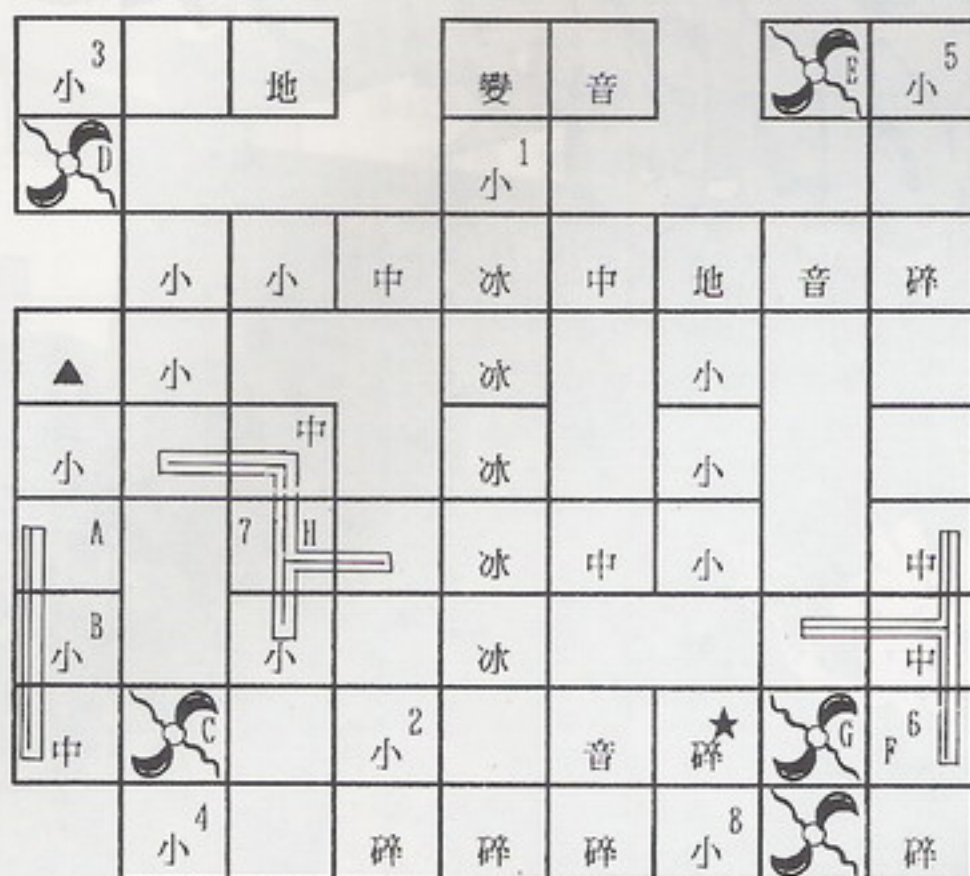 3 5
小 地 變 音 E 小
D 1
小
小 小 中 冰 中 地 音 碎
▲ 小 冰 小
中
小 冰 小
A 7 H
冰 中 小 中
B
小 小 冰 中
C 2 ★ G 6
中 小 音 碎 F
4 8
小 碎 碎 碎 小 碎